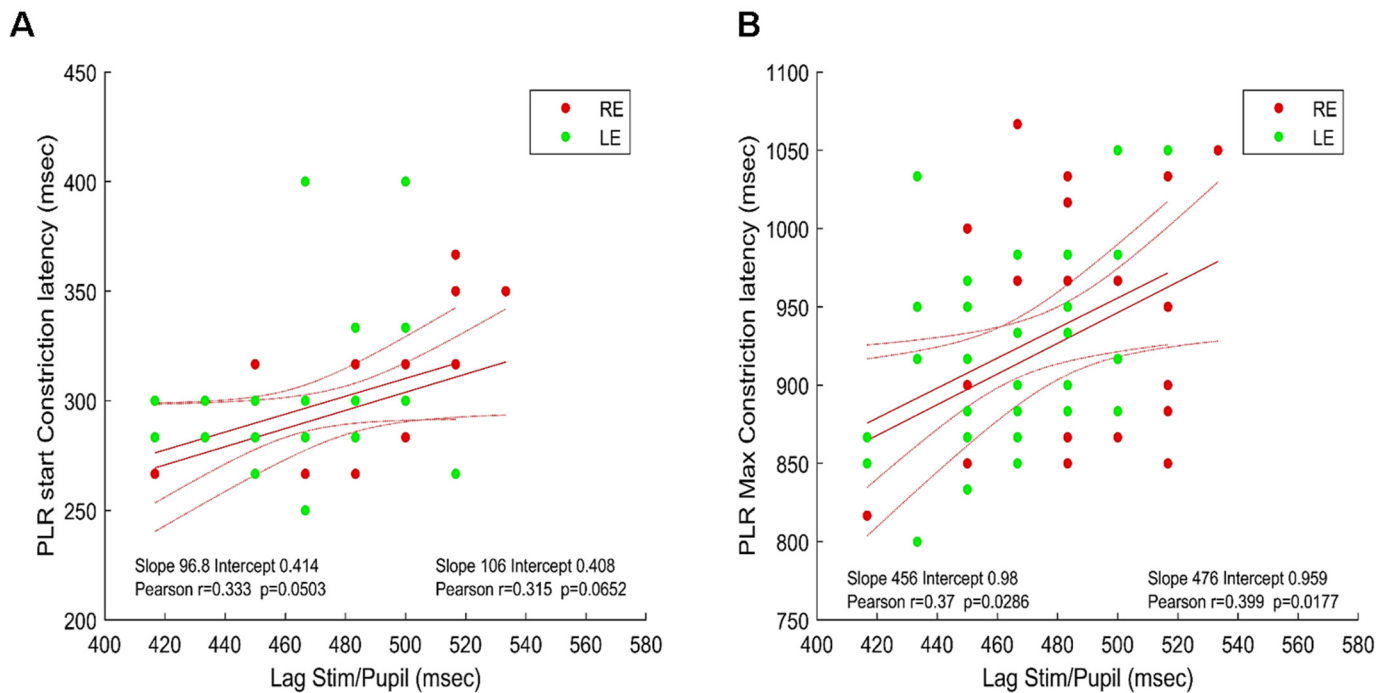 A
PLR start Constriction latency (msec)
450
400
350
300
250
200
RE
LE
Slope 96.8 Intercept 0.414
Pearson r=0.333 p=0.0503
Slope 106 Intercept 0.408
Pearson r=0.315 p=0.0652
400 420 440 460 480 500 520 540 560 580
Lag Stim/Pupil (msec)
B
PLR Max Constriction latency (msec)
1100
1050
1000
950
900
850
800
750
RE
LE
Slope 456 Intercept 0.98
Pearson r=0.37 p=0.0286
Slope 476 Intercept 0.959
Pearson r=0.399 p=0.0177
400 420 440 460 480 500 520 540 560 580
Lag Stim/Pupil (msec)